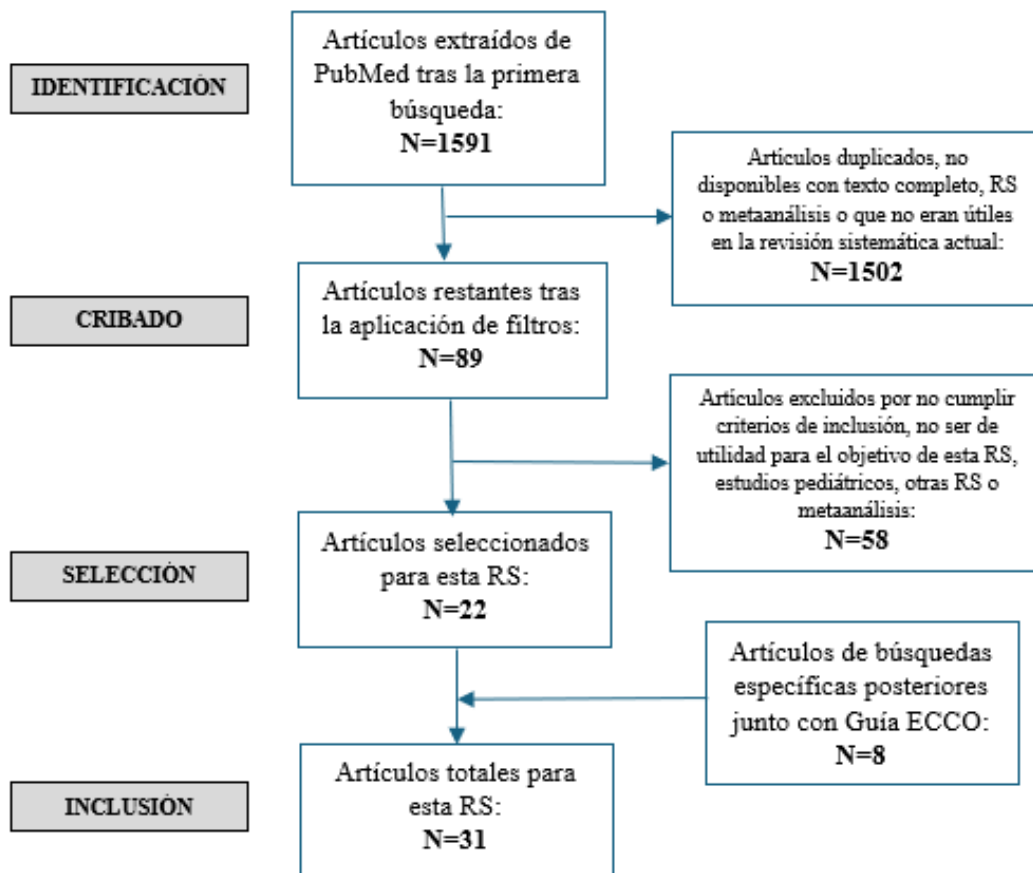 IDENTIFICACIÓN
Artículos extraídos de
PubMed tras la primera
búsqueda:
N=1591
Artículos duplicados, no
disponibles con texto completo, RS
o metaanálisis o que no eran útiles
en la revisión sistemática actual:
N=1502
CRIBADO
Artículos restantes tras
la aplicación de filtros:
N=89
Artículos excluidos por no cumplir
criterios de inclusión, no ser de
utilidad para el objetivo de esta RS,
estudios pediátricos, otras RS o
metaanálisis:
N=58
SELECCIÓN
Artículos seleccionados
para esta RS:
N=22
Artículos de búsquedas
específicas posteriores
junto con Guía ECCO:
N=8
INCLUSIÓN
Artículos totales para
esta RS:
N=31